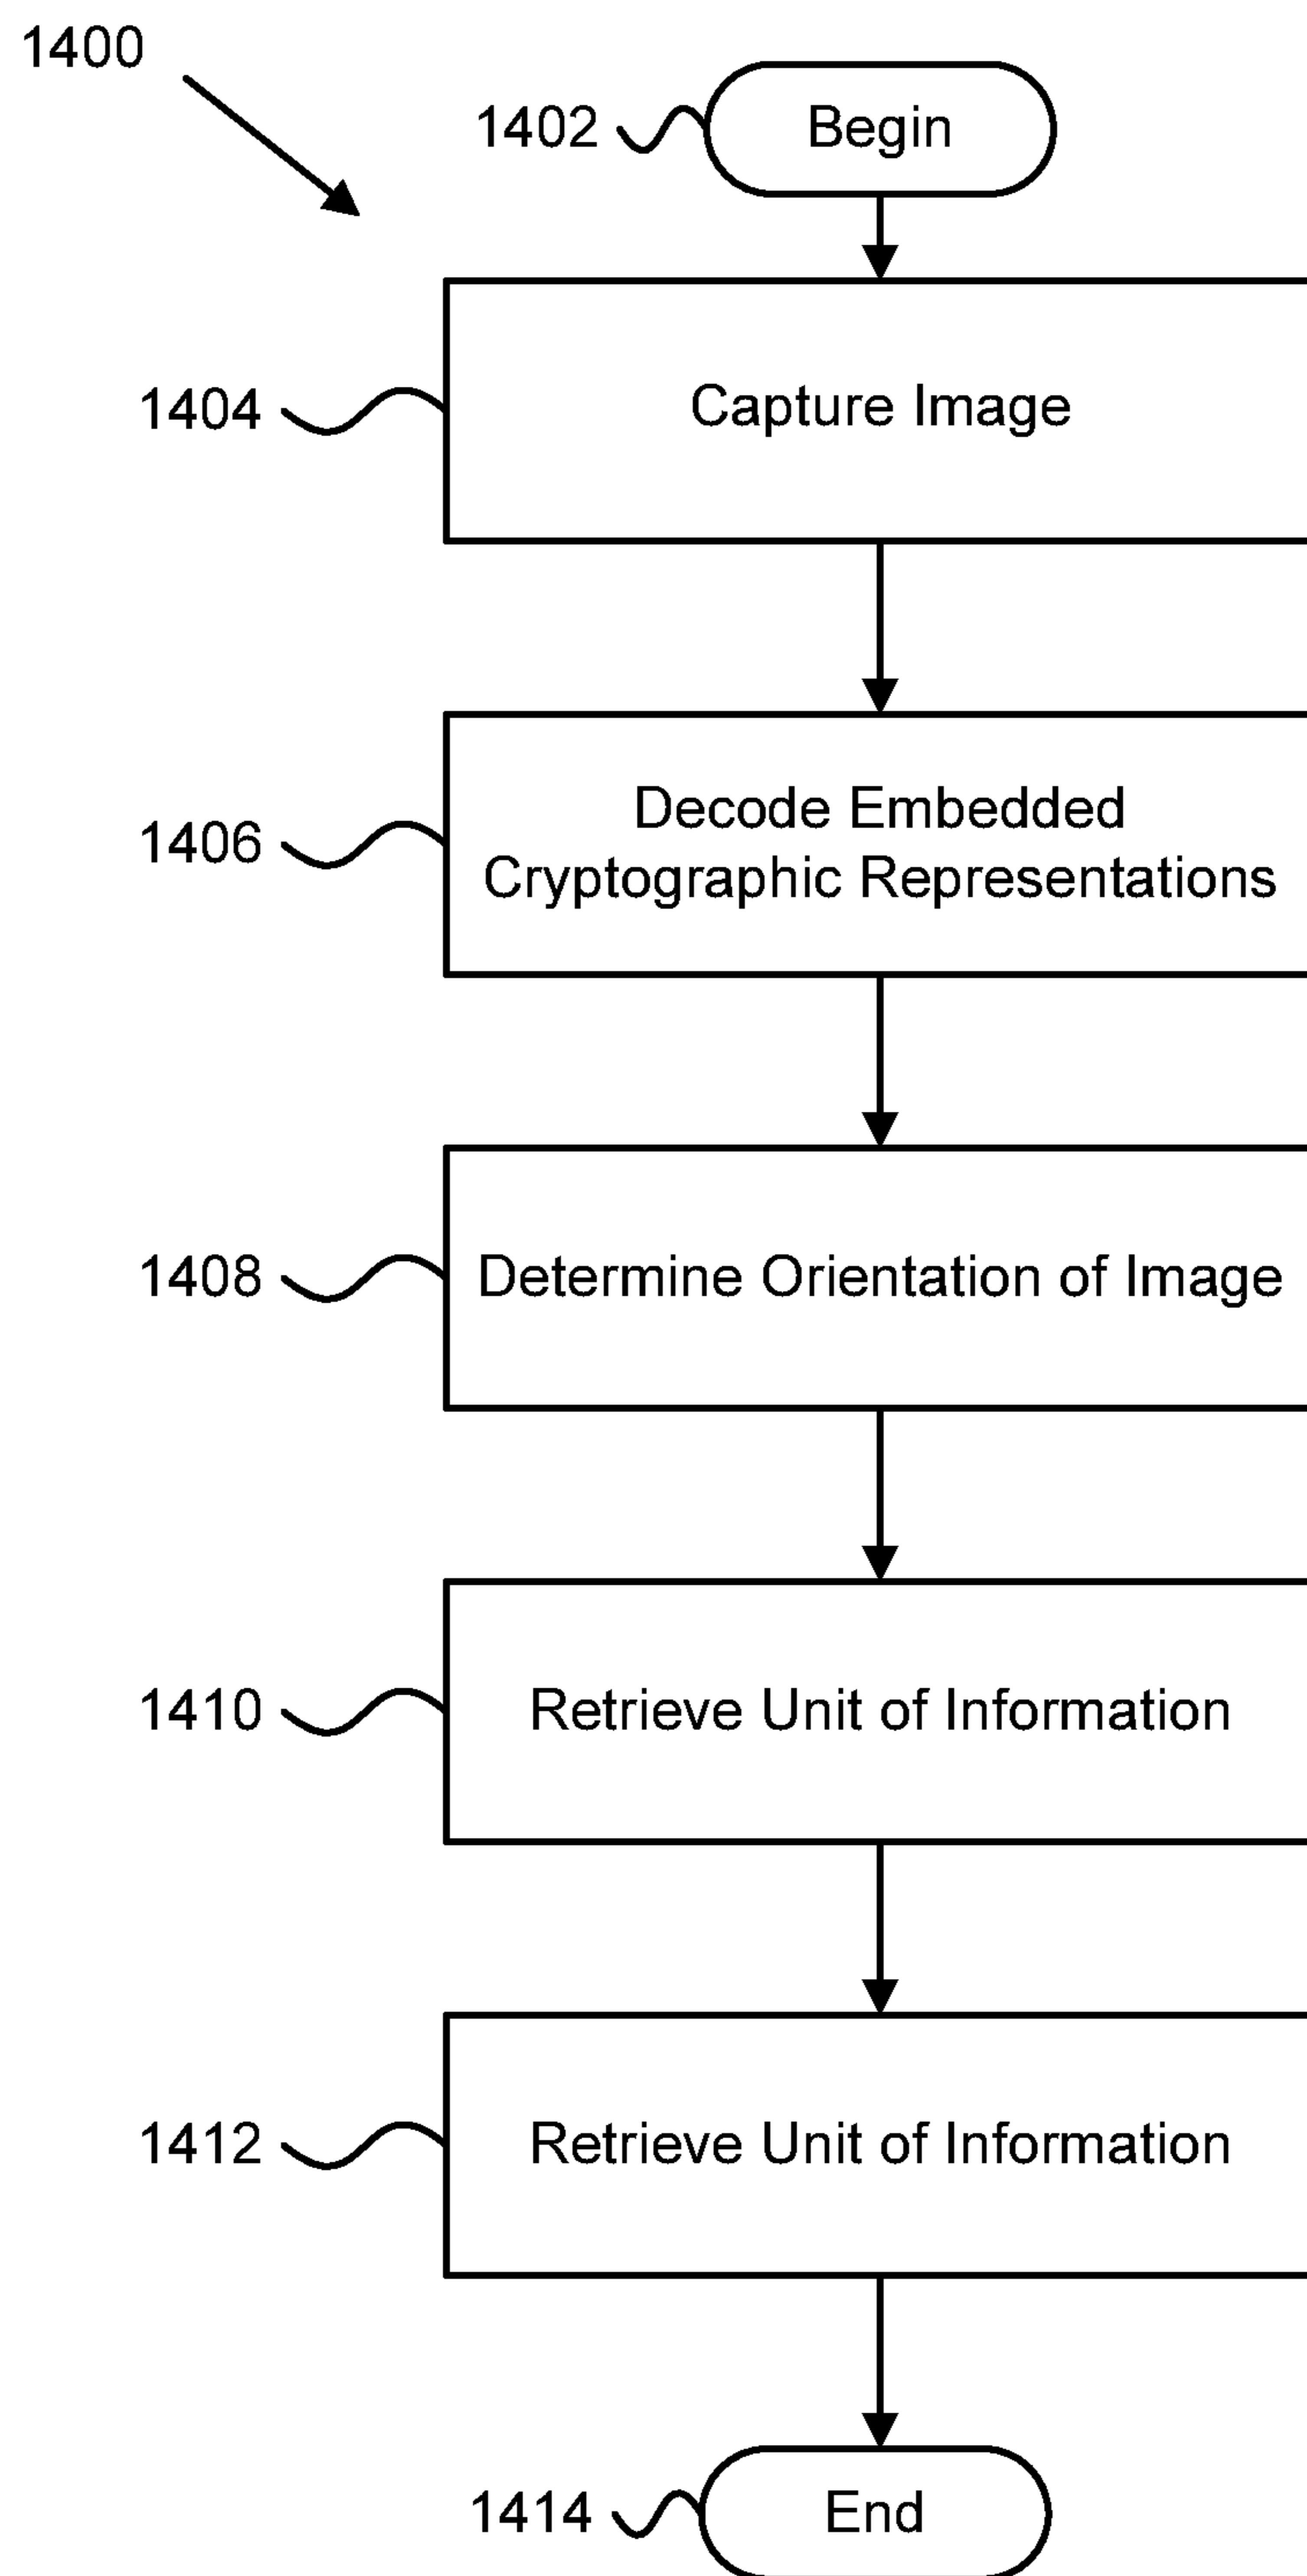 1400
1402
Begin
1404
Capture Image
1406
Decode Embedded
Cryptographic Representations
1408
Determine Orientation of Image
1410
Retrieve Unit of Information
1412
Retrieve Unit of Information
1414
End